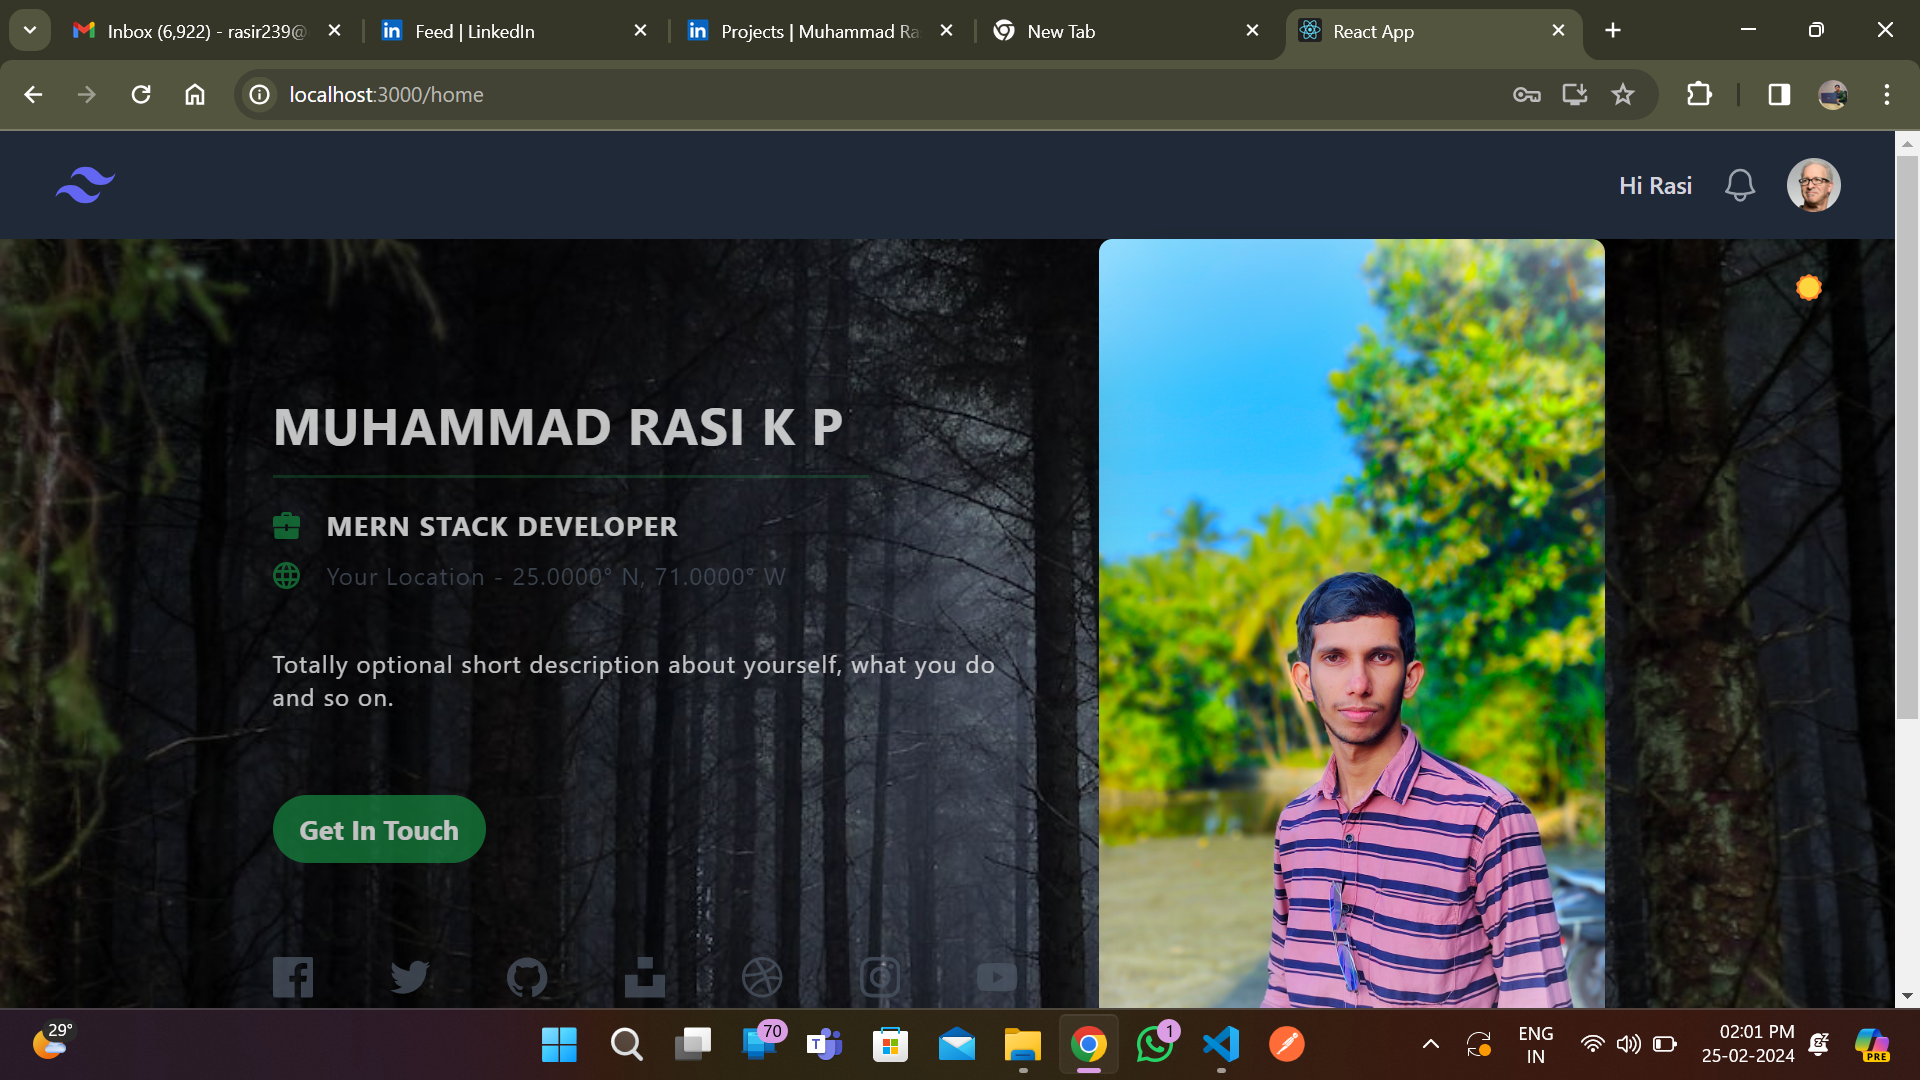 Inbox (6,922) - rasir239@
Feed | LinkedIn
Projects | Muhammad Ra
New Tab
React App
localhost:3000/home
Hi Rasi
MUHAMMAD RASI K P
MERN STACK DEVELOPER
Your Location - 25.0000° N, 71.0000° W
Totally optional short description about yourself, what you do
and so on.
Get In Touch
29°
70
T
1
ENG
IN
02:01 PM
25-02-2024
PRE